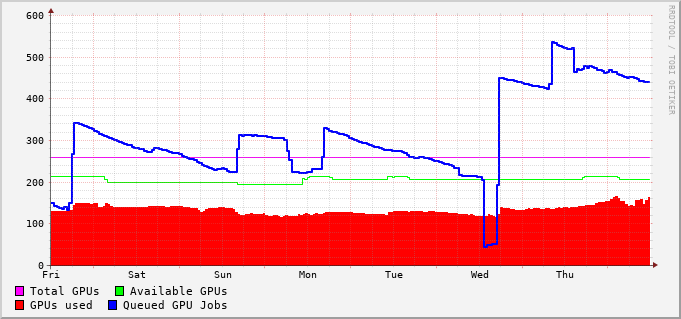 600
500
400
300
200
100
0
Fri Sat Sun Mon Tue Wed Thu
Total GPUs Available GPUs
GPUs used Queued GPU Jobs
RRDTOOL / TOBI OETIKER